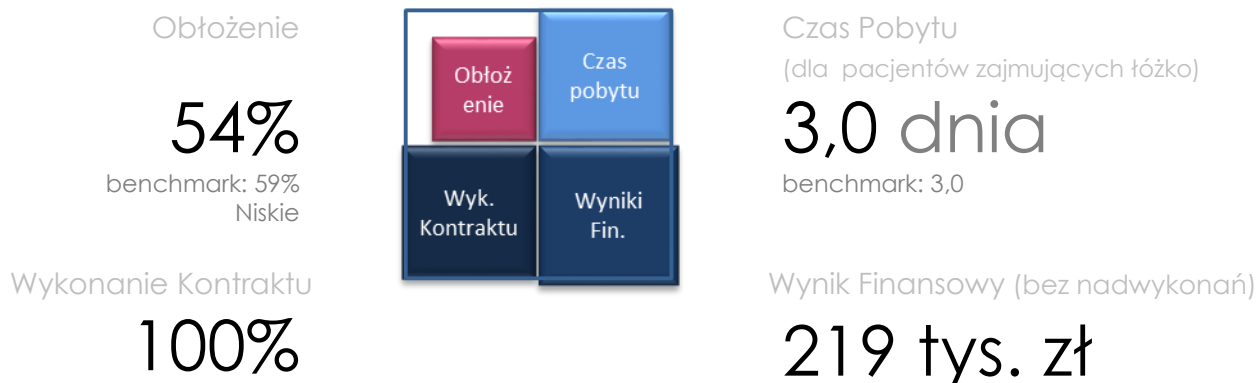 Obłożenie
54%
benchmark: 59%
Niskie
Obłoż
enie
Czas
pobytu
Wyk.
Kontraktu
Wyniki
Fin.
Czas Pobytu
(dla pacjentów zajmujących łóżko)
3,0 dnia
benchmark: 3,0
Wykonanie Kontraktu
100%
Wynik Finansowy (bez nadwykonań)
219 tys. zł